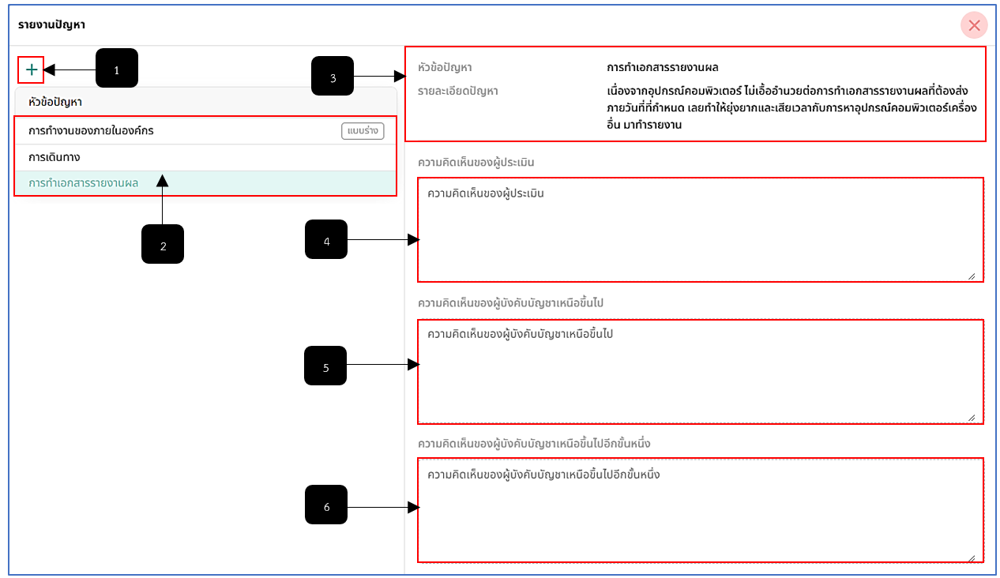 รายงานปัญหา
1
หัวข้อปัญหา
การทำงานของภายในองค์กร
แบบร่าง
การเดินทาง
การทำเอกสารรายงานผล
2
3
หัวข้อปัญหา
การทำเอกสารรายงานผล
รายละเอียดปัญหา
เนื่องจากอุปกรณ์คอมพิวเตอร์ ไม่เอื้ออำนวยต่อการทำเอกสารรายงานผลที่ต้องส่ง
ภายวันที่ที่กำหนด เลยทำให้ยุ่งยากและเสียเวลากับการหาอุปกรณ์คอมพิวเตอร์เครื่อง
อื่น มาทำรายงาน
ความคิดเห็นของผู้ประเมิน
ความคิดเห็นของผู้ประเมิน
4
ความคิดเห็นของผู้บังคับบัญชาเหนือขึ้นไป
ความคิดเห็นของผู้บังคับบัญชาเหนือขึ้นไป
5
ความคิดเห็นของผู้บังคับบัญชาเหนือขึ้นไปอีกขั้นหนึ่ง
ความคิดเห็นของผู้บังคับบัญชาเหนือขึ้นไปอีกขั้นหนึ่ง
6